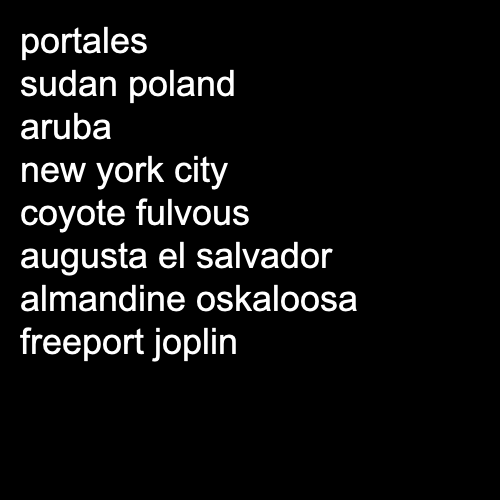 portales
sudan poland
aruba
new york city
coyote fulvous
augusta el salvador
almandine oskaloosa
freeport joplin